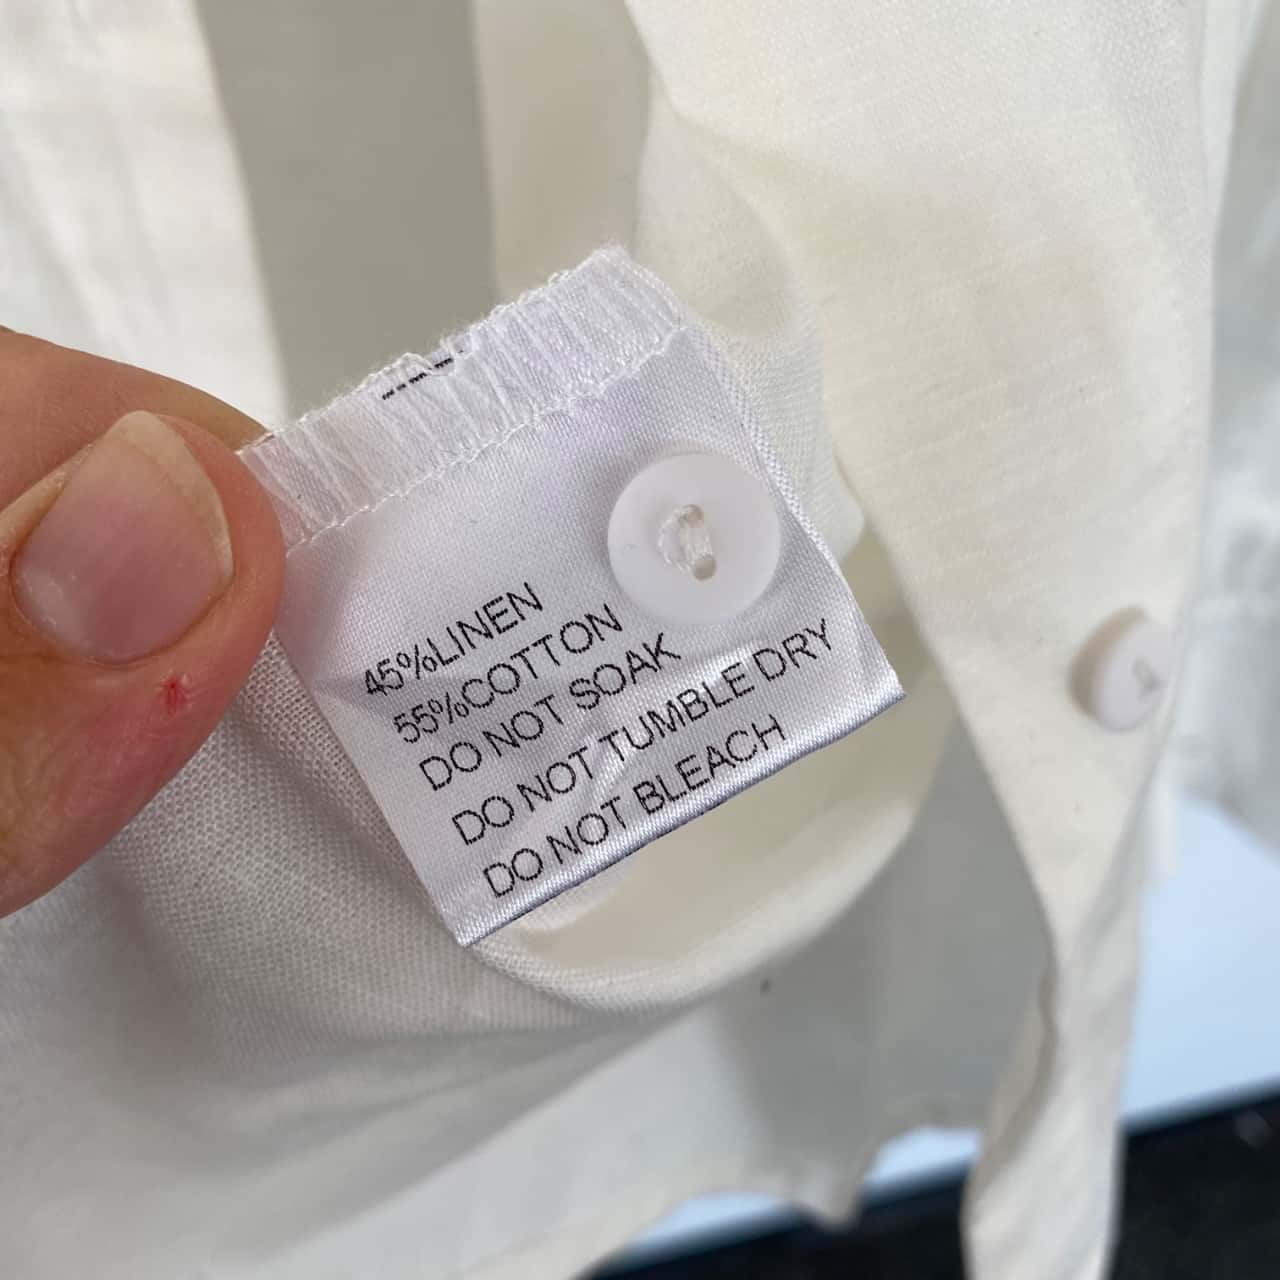 45%LINEN
55%COTTON
DO NOT SOAK
DO NOT TUMBLE DRY
DO NOT BLEACH